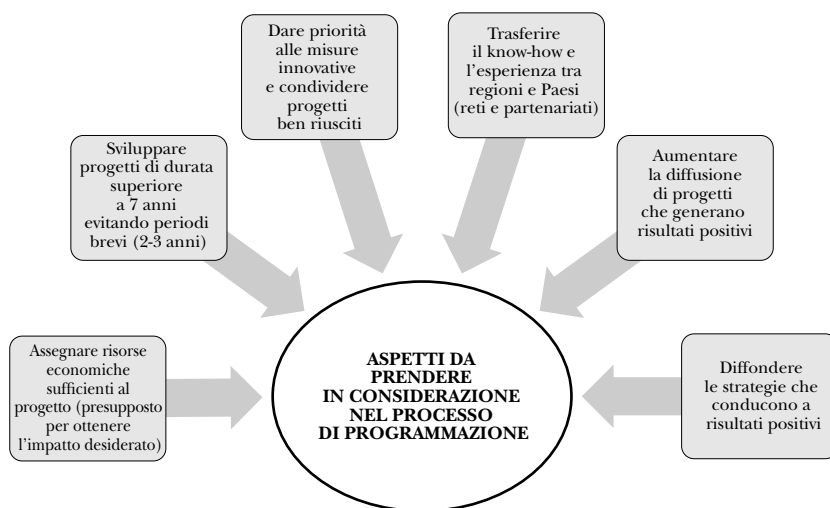 Dare priorità
alle misure
innovative
e condividere
progetti
ben riusciti
Trasferire
il know-how e
l'esperienza tra
regioni e Paesi
(reti e partenariati)
Sviluppare
progetti di durata
superiore
a 7 anni
evitando periodi
brevi (2-3 anni)
Aumentare
la diffusione
di progetti
che generano
risultati positivi
Assegnare risorse
economiche
sufficienti al
progetto (presupposto
per ottenere
l'impatto desiderato)
ASPETTI DA
PRENDERE
IN CONSIDERAZIONE
NEL PROCESSO
DI PROGRAMMAZIONE
Diffondere
le strategie che
conducono a
risultati positivi